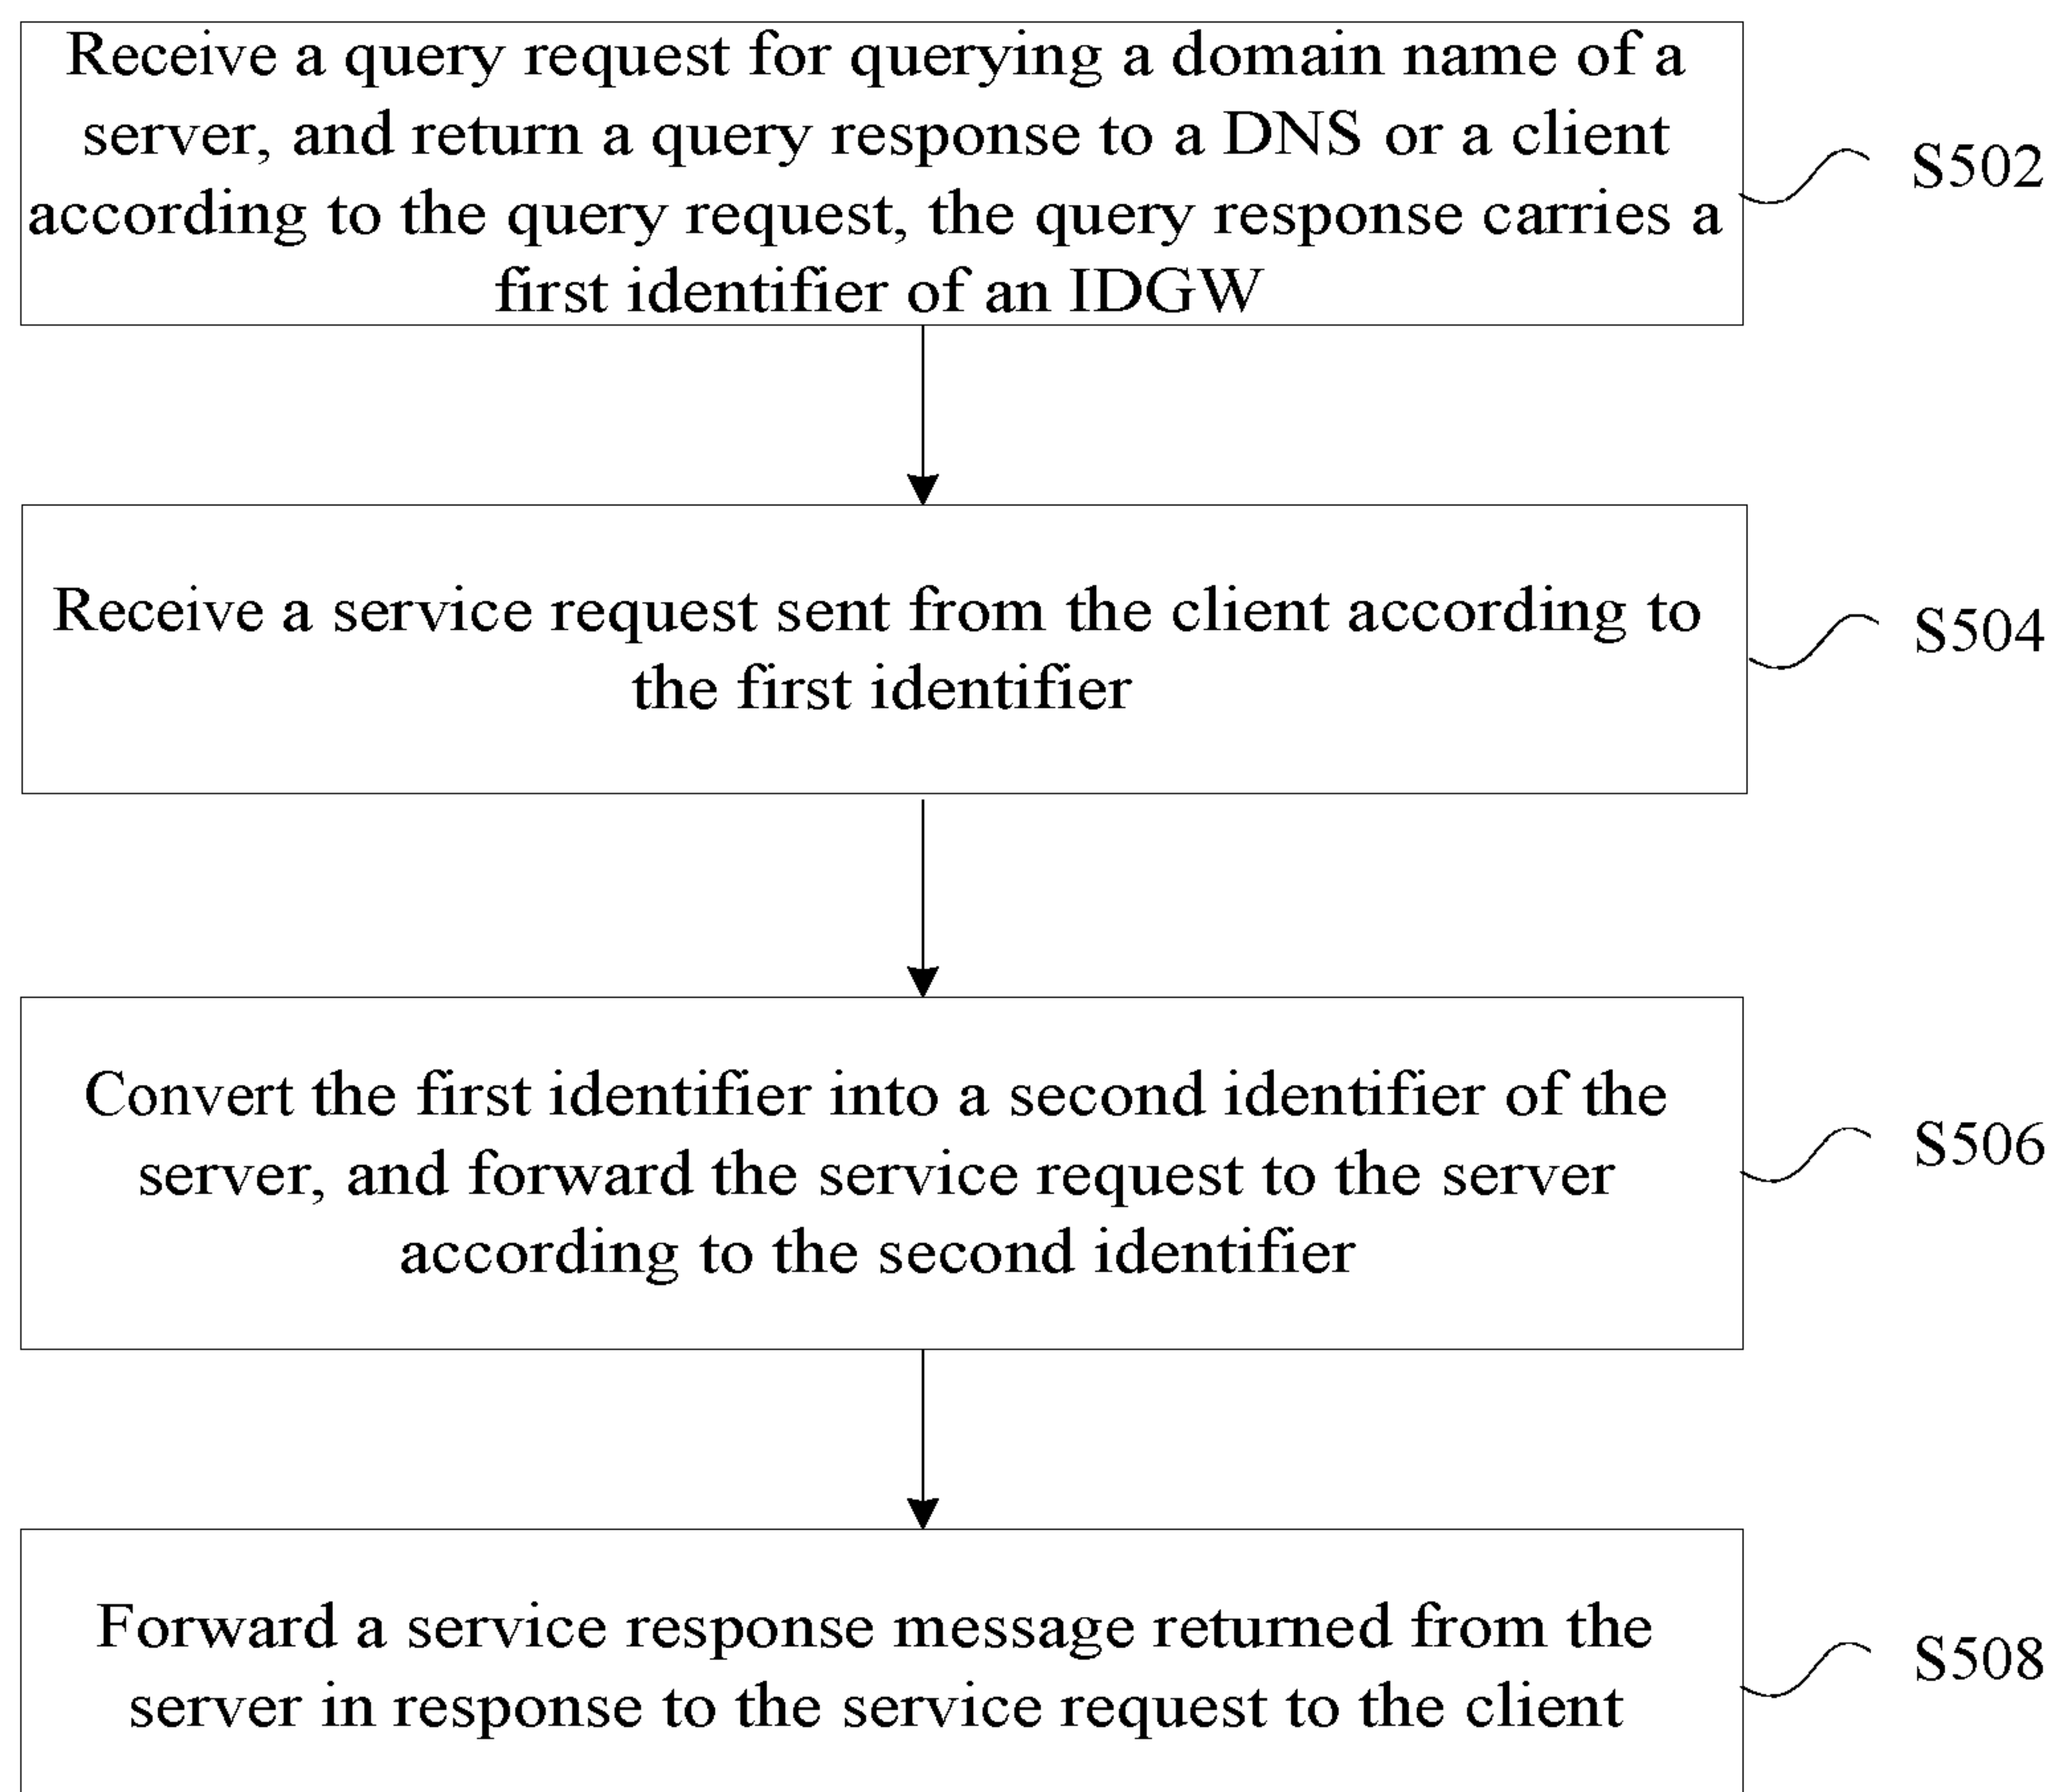 Receive a query request for querying a domain name of a
server, and return a query response to a DNS or a client
according to the query request, the query response carries a
first identifier of an IDGW
S502
Receive a service request sent from the client according to
the first identifier
S504
Convert the first identifier into a second identifier of the
server, and forward the service request to the server
according to the second identifier
S506
Forward a service response message returned from the
server in response to the service request to the client
S508